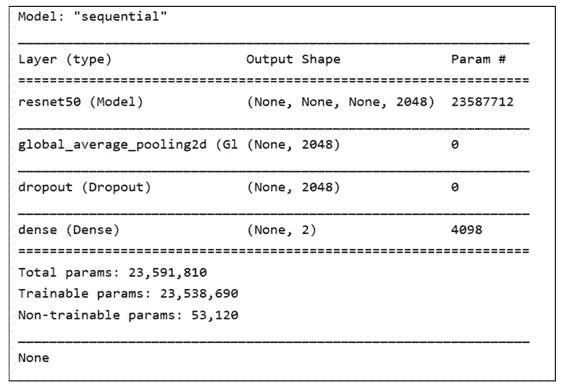 Model: "sequential"
Layer (type) Output Shape Param #
=================================================================
resnet50 (Model) (None, None, None, 2048) 23587712
global_average_pooling2d (Gl (None, 2048) 0
dropout (Dropout) (None, 2048) 0
dense (Dense) (None, 2) 4098
=================================================================
Total params: 23,591,810
Trainable params: 23,538,690
Non-trainable params: 53,120
None